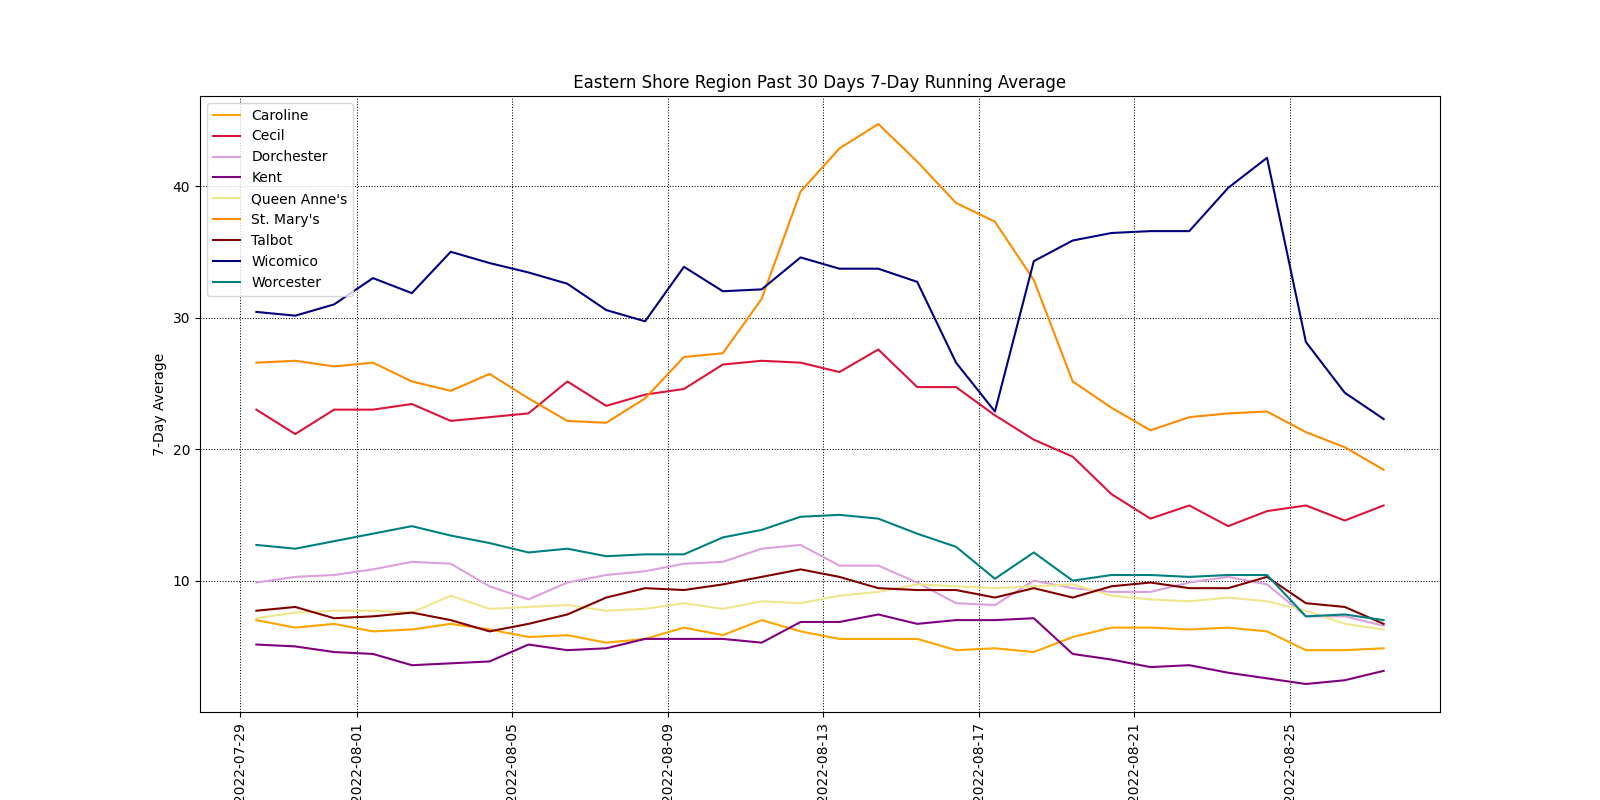 Eastern Shore Region Past 30 Days 7-Day Running Average
Caroline
Cecil
Dorchester
Kent
Queen Anne's
St. Mary's
Talbot
Wicomico
Worcester
40
30
20
10
7-Day Average
2022-07-29
2022-08-01
2022-08-05
2022-08-09
2022-08-13
2022-08-17
2022-08-21
2022-08-25